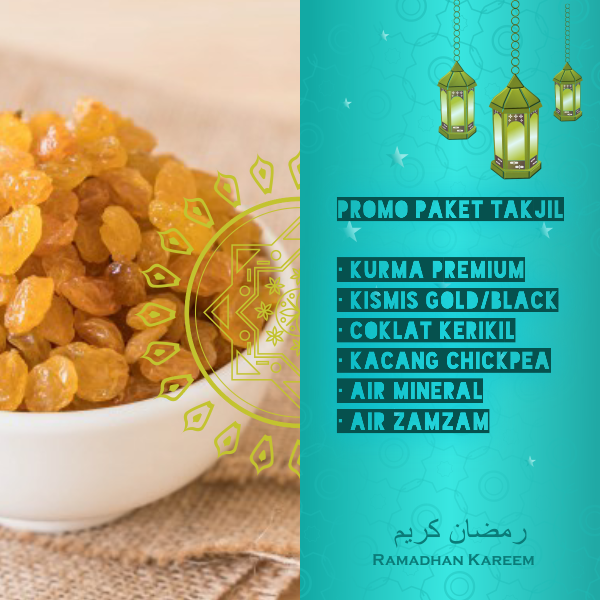 PROMO PAKET TAKJIL
· KURMA PREMIUM
· KISMIS GOLD/BLACK
· COKLAT KERIKIL
· KACANG CHICKPEA
· AIR MINERAL
· AIR ZAMZAM
رمضان كريم
RAMADHAN KAREEM